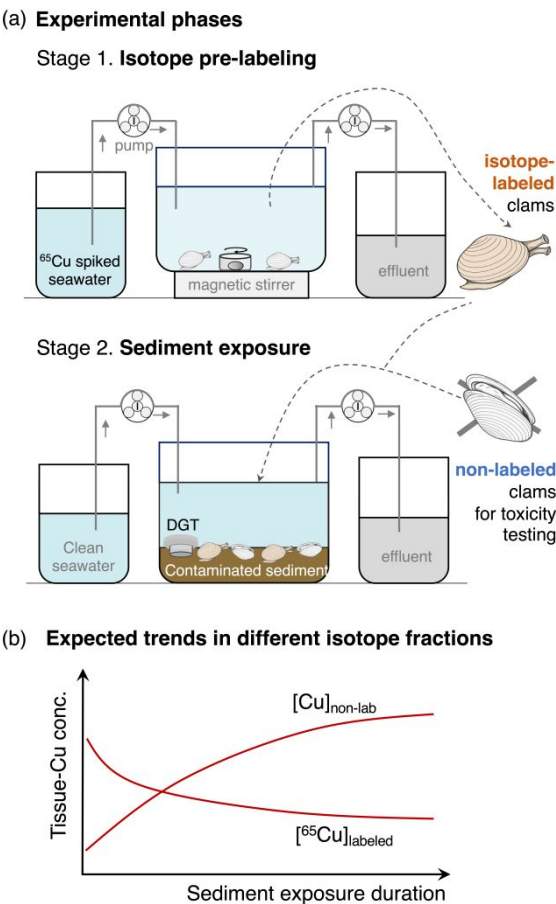 (a) Experimental phases
Stage 1. Isotope pre-labeling
pump
isotope-
labeled
clams
⁶⁵Cu spiked
seawater
effluent
magnetic stirrer
Stage 2. Sediment exposure
non-labeled
clams
for toxicity
testing
DGT
Clean
seawater
effluent
Contaminated sediment
(b) Expected trends in different isotope fractions
Tissue-Cu conc.
[Cu]non-lab
[⁶⁵Cu]labeled
Sediment exposure duration